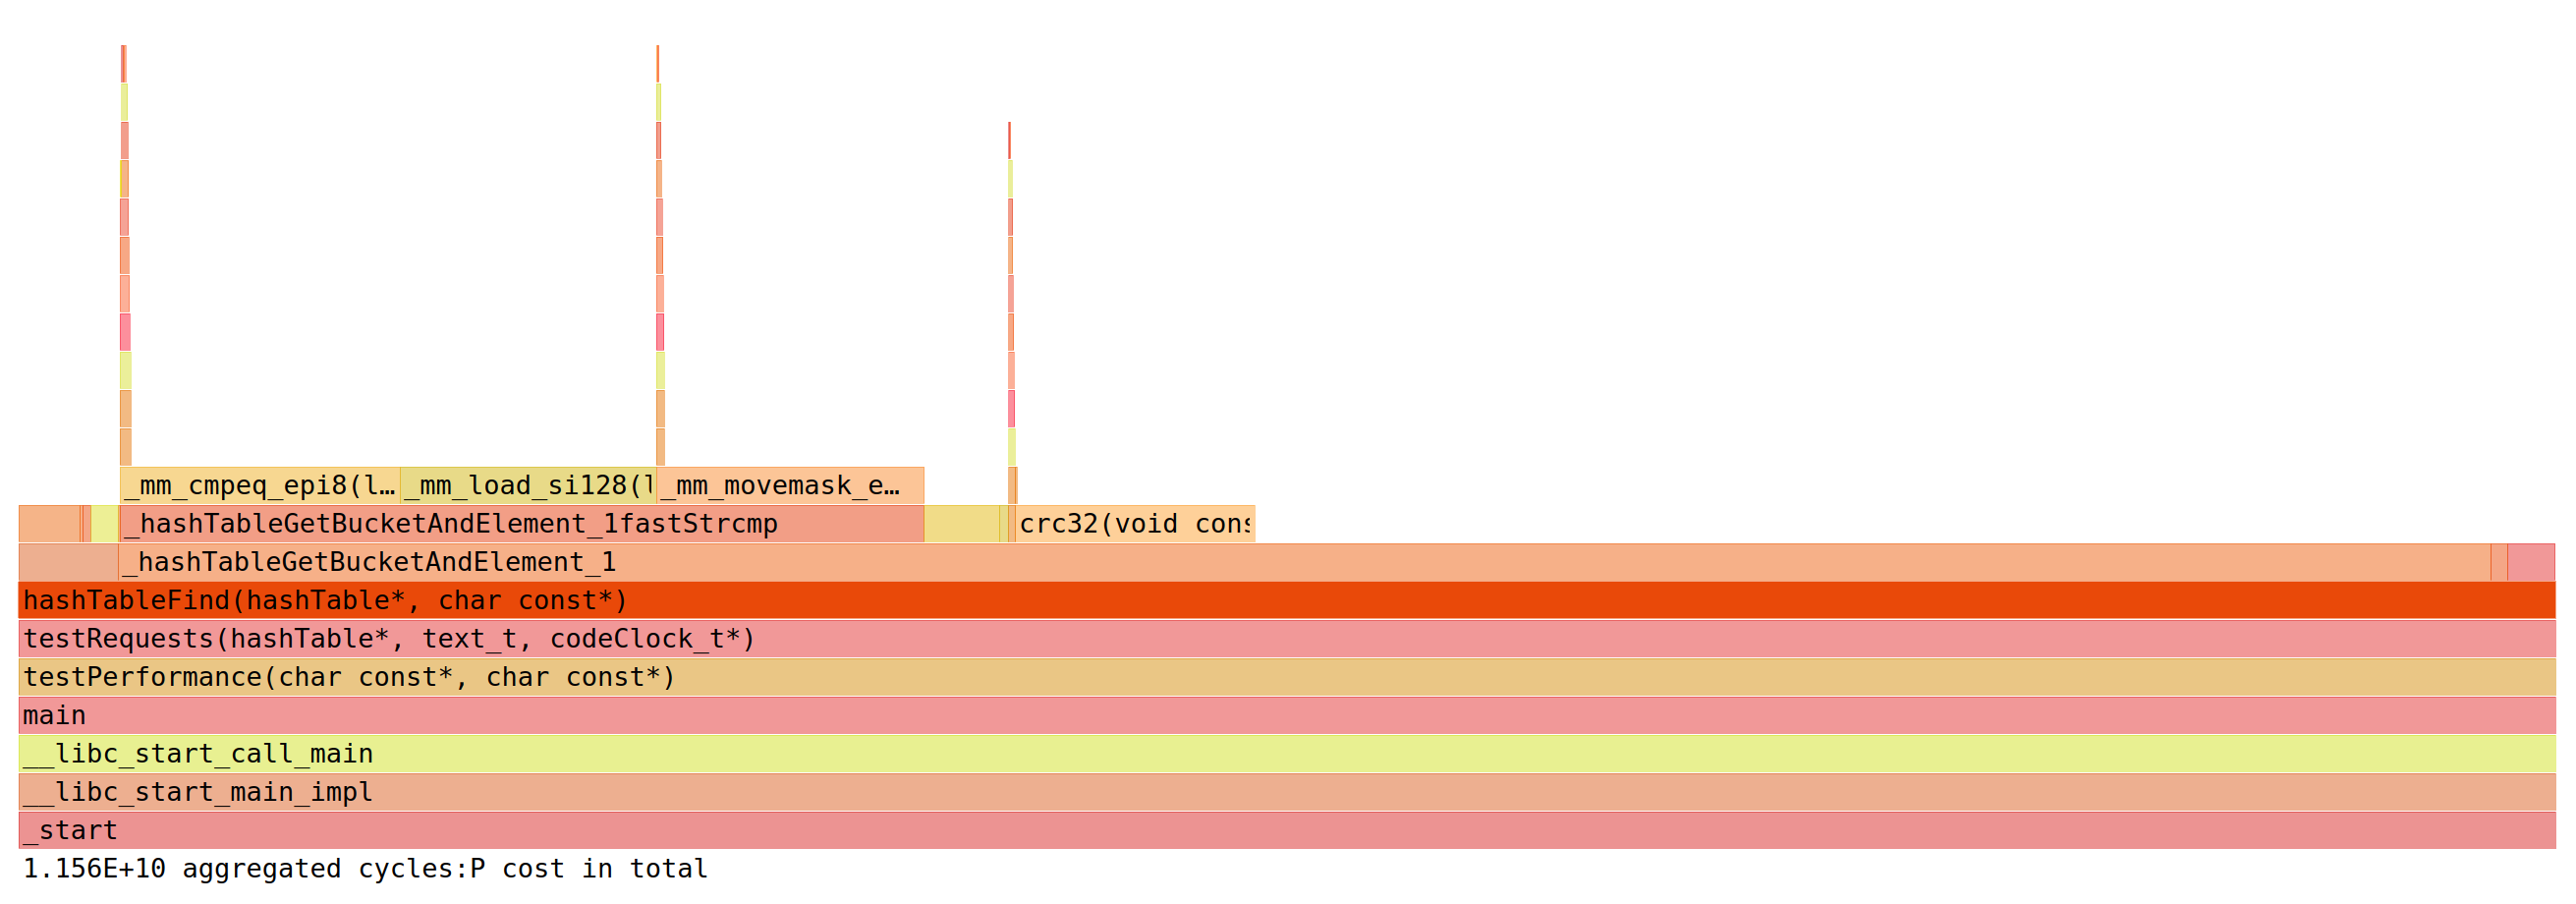 _mm_cmpeq_epi8(l… _mm_load_si128(l _mm_movemask_e…
_hashTableGetBucketAndElement_1fastStrcmp crc32(void cons
_hashTableGetBucketAndElement_1
hashTableFind(hashTable*, char const*)
testRequests(hashTable*, text_t, codeClock_t*)
testPerformance(char const*, char const*)
main
__libc_start_call_main
__libc_start_main_impl
_start
1.156E+10 aggregated cycles:P cost in total